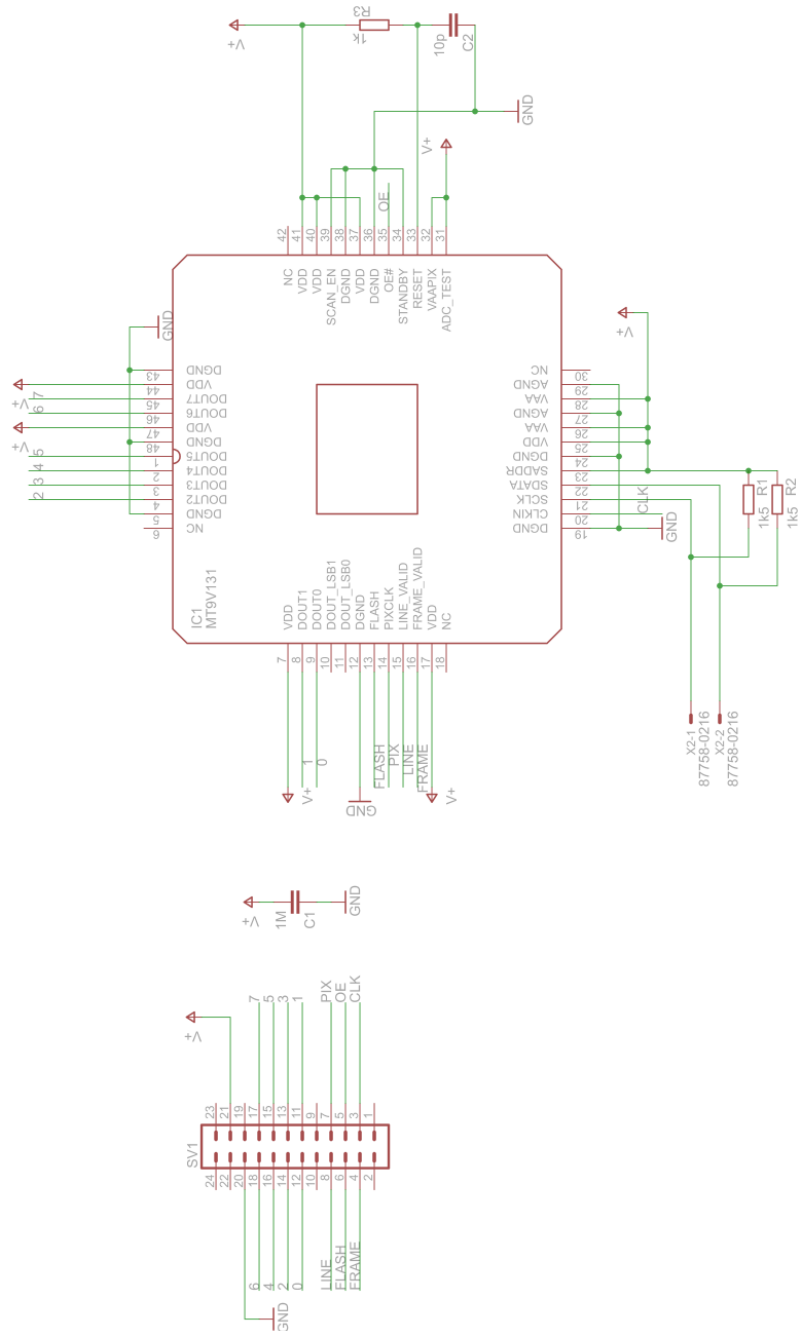 R3
1k
10p
C2
V+
GND
V+
OE
42
41
40
39
38
37
36
35
34
33
32
31
NC
VDD
VDD
SCAN_EN
DGND
VDD
DGND
OE#
STANDBY
RESET
VAAPIX
ADC_TEST
GND
V+
7
6
V+
5
4
3
2
43
44
45
46
47
48
1
2
3
4
5
6
DGND
VDD
DOUT7
DOUT6
VDD
DGND
DOUT5
DOUT4
DOUT3
DOUT2
DGND
NC
V+
NC
AGND
VAA
AGND
VAA
VDD
DGND
SADDR
SDATA
SCLK
CLKIN
DGND
30
29
28
27
26
25
24
23
22
21
20
19
CLK
GND
1k5 R1
1k5 R2
IC1
MT9V131
VDD
DOUT1
DOUT0
DOUT_LSB1
DOUT_LSB0
DGND
FLASH
PIXCLK
LINE_VALID
FRAME_VALID
VDD
NC
7
8
9
10
11
12
13
14
15
16
17
18
V+
1
0
GND
FLASH
PIX
LINE
FRAME
V+
X2-1
87758-0216
X2-2
87758-0216
V+
1M
C1
GND
V+
7
5
3
1
PIX
OE
CLK
23
21
19
17
15
13
11
9
7
5
3
1
SV1
24
22
20
18
16
14
12
10
8
6
4
2
GND
6
4
2
0
LINE
FLASH
FRAME